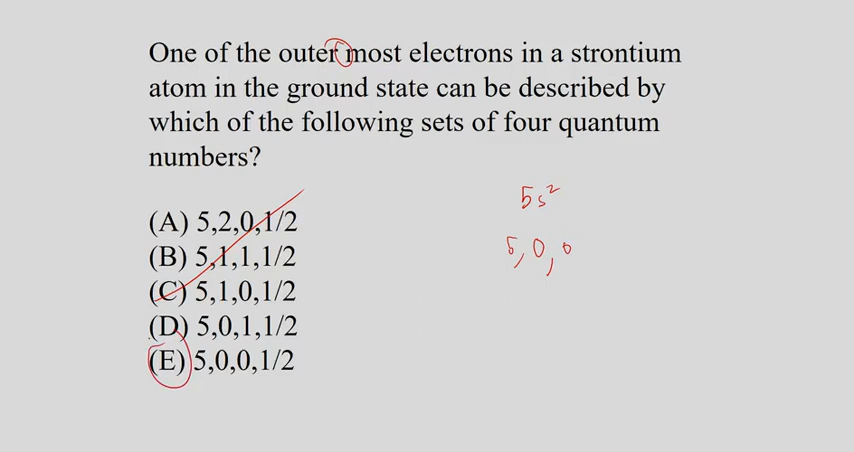 One of the outer most electrons in a strontium
atom in the ground state can be described by
which of the following sets of four quantum
numbers?
5s²
(A) 5,2,0,1/2
(B) 5,1,1,1/2
5, 0, 0
(C) 5,1,0,1/2
(D) 5,0,1,1/2
(E) 5,0,0,1/2